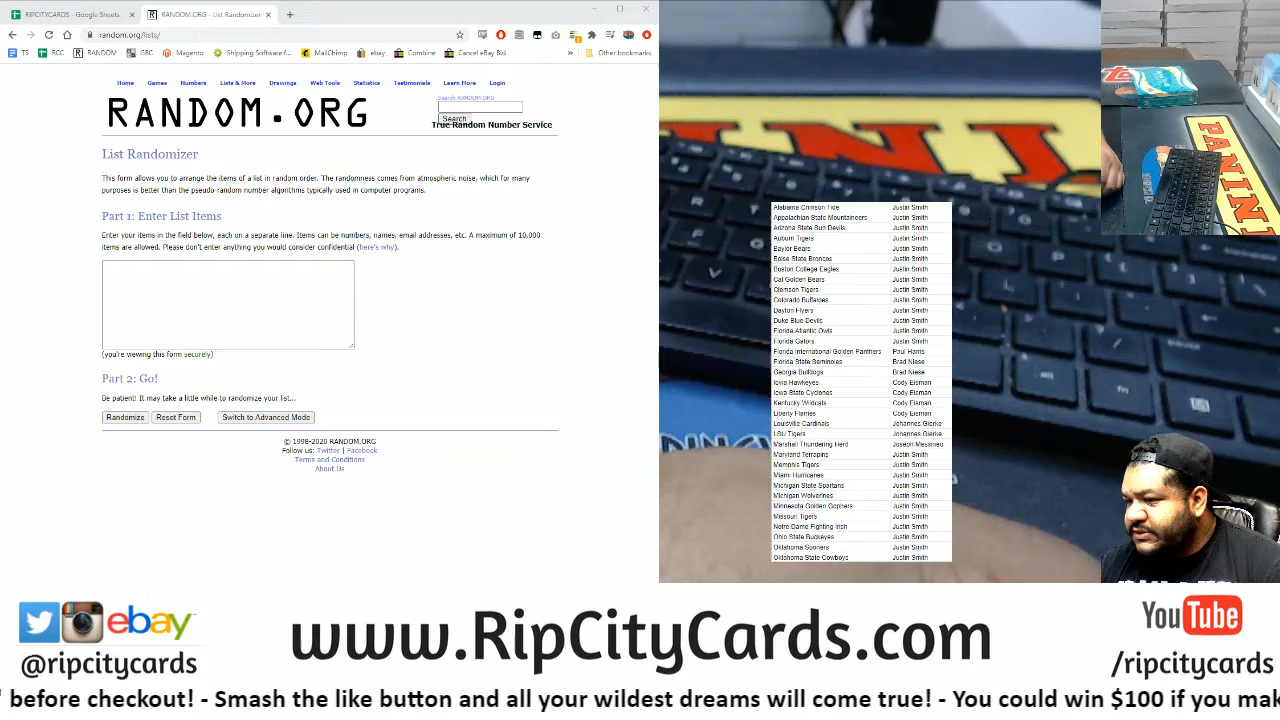 RIPCITYCARDS - Google Sheets
RANDOM.ORG - List Randomizer
random.org/lists/
TS
RCC
RANDOM
GBC
Magento
Shipping Software f...
MailChimp
ebay
Combine
Cancel eBay Bid
Other bookmarks
Home Games Numbers Lists & More Drawings Web Tools Statistics Testimonials Learn More Login
RANDOM.ORG
Search RANDOM.ORG
Search
True Random Number Service
List Randomizer
This form allows you to arrange the items of a list in random order. The randomness comes from atmospheric noise, which for many
purposes is better than the pseudo-random number algorithms typically used in computer programs.
Part 1: Enter List Items
Enter your items in the field below, each on a separate line. Items can be numbers, names, email addresses, etc. A maximum of 10,000
items are allowed. Please don't enter anything you would consider confidential (here's why).
(you're viewing this form securely)
Part 2: Go!
Be patient! It may take a little while to randomize your list...
Randomize Reset Form Switch to Advanced Mode
© 1998-2020 RANDOM.ORG
Follow us: Twitter | Facebook
Terms and Conditions
About Us
Alabama Crimson Tide Justin Smith
Appalachian State Mountaineers Justin Smith
Arizona State Sun Devils Justin Smith
Auburn Tigers Justin Smith
Baylor Bears Justin Smith
Boise State Broncos Justin Smith
Boston College Eagles Justin Smith
Cal Golden Bears Justin Smith
Clemson Tigers Justin Smith
Colorado Buffaloes Justin Smith
Dayton Flyers Justin Smith
Duke Blue Devils Justin Smith
Florida Atlantic Owls Justin Smith
Florida Gators Justin Smith
Florida International Golden Panthers Paul Harris
Florida State Seminoles Brad Niese
Georgia Bulldogs Brad Niese
Iowa Hawkeyes Cody Eisman
Iowa State Cyclones Cody Eisman
Kentucky Wildcats Cody Eisman
Liberty Flames Cody Eisman
Louisville Cardinals Johannes Gierke
LSU Tigers Johannes Gierke
Marshall Thundering Herd Joseph Messineo
Maryland Terrapins Justin Smith
Memphis Tigers Justin Smith
Miami Hurricanes Justin Smith
Michigan State Spartans Justin Smith
Michigan Wolverines Justin Smith
Minnesota Golden Gophers Justin Smith
Missouri Tigers Justin Smith
Notre Dame Fighting Irish Justin Smith
Ohio State Buckeyes Justin Smith
Oklahoma Sooners Justin Smith
Oklahoma State Cowboys Justin Smith
PANINI
ebay
@ripcitycards
www.RipCityCards.com
YouTube
/ripcitycards
' before checkout! - Smash the like button and all your wildest dreams will come true! - You could win $100 if you mak